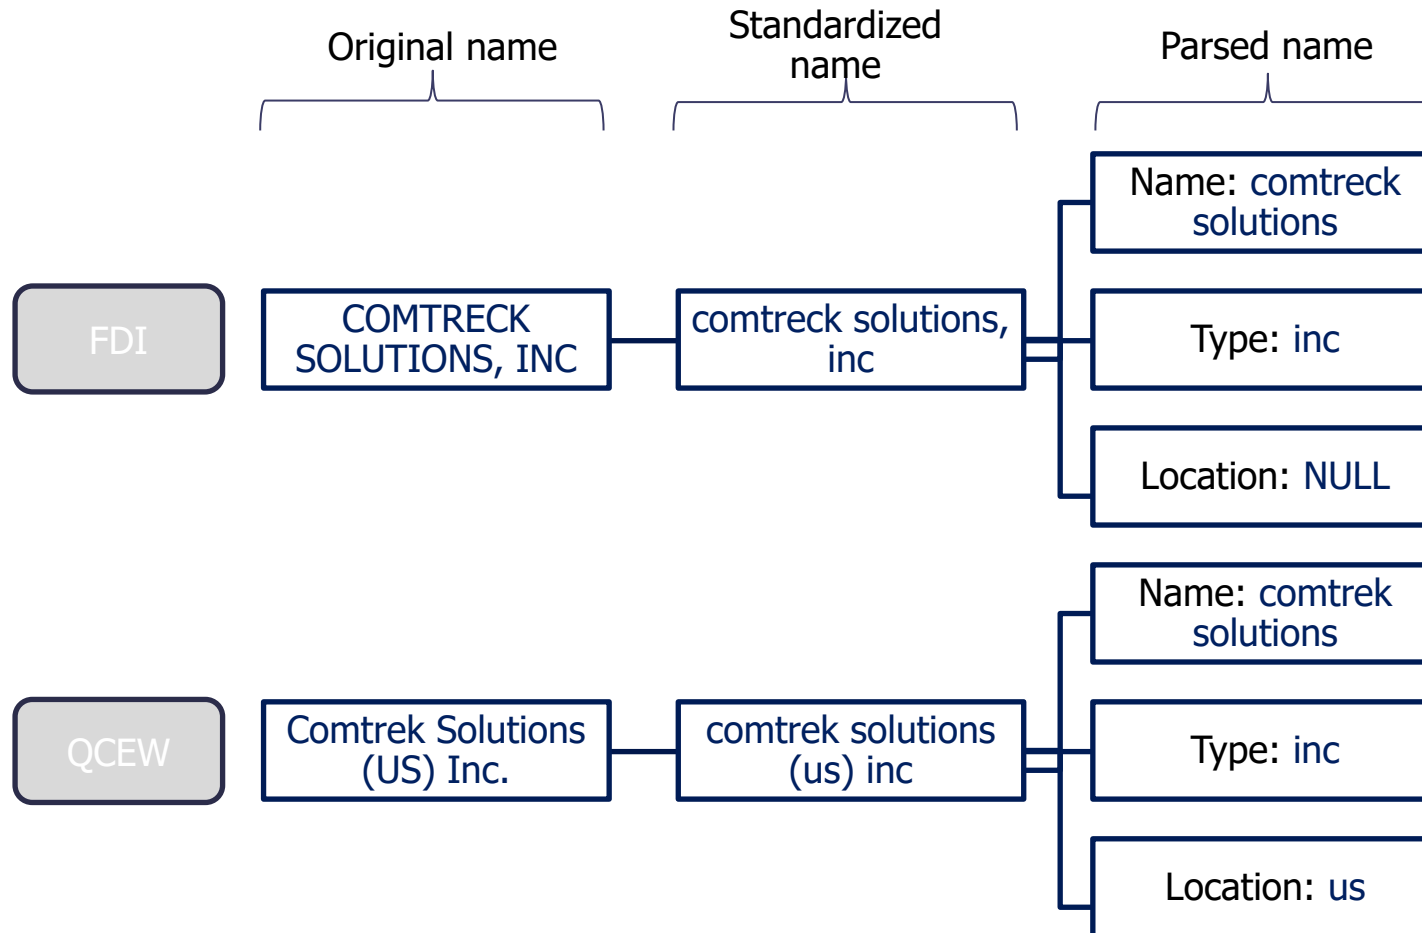 Original name
Standardized
name
Parsed name
FDI
COMTRECK
SOLUTIONS, INC
comtreck solutions,
inc
Name: comtreck
solutions
Type: inc
Location: NULL
QCEW
Comtrek Solutions
(US) Inc.
comtrek solutions
(us) inc
Name: comtrek
solutions
Type: inc
Location: us